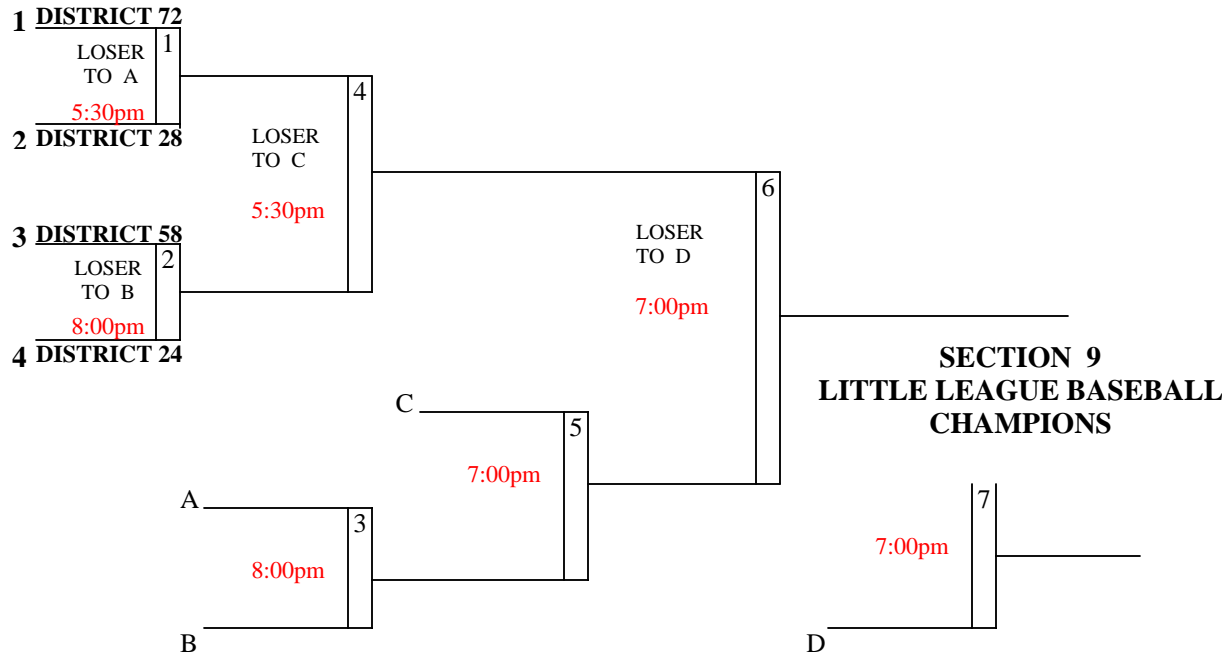 1 DISTRICT 72
1
LOSER
TO A
5:30pm
2 DISTRICT 28
4
LOSER
TO C
5:30pm
3 DISTRICT 58
2
LOSER
TO B
8:00pm
4 DISTRICT 24
6
LOSER
TO D
7:00pm
SECTION 9
LITTLE LEAGUE BASEBALL
CHAMPIONS
C
5
7:00pm
A
3
8:00pm
B
7
7:00pm
D